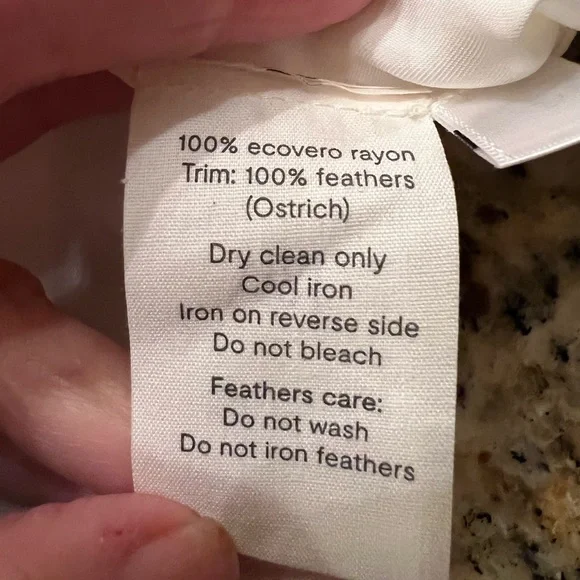 100% ecovero rayon
Trim: 100% feathers
(Ostrich)
Dry clean only
Cool iron
Iron on reverse side
Do not bleach
Feathers care:
Do not wash
Do not iron feathers